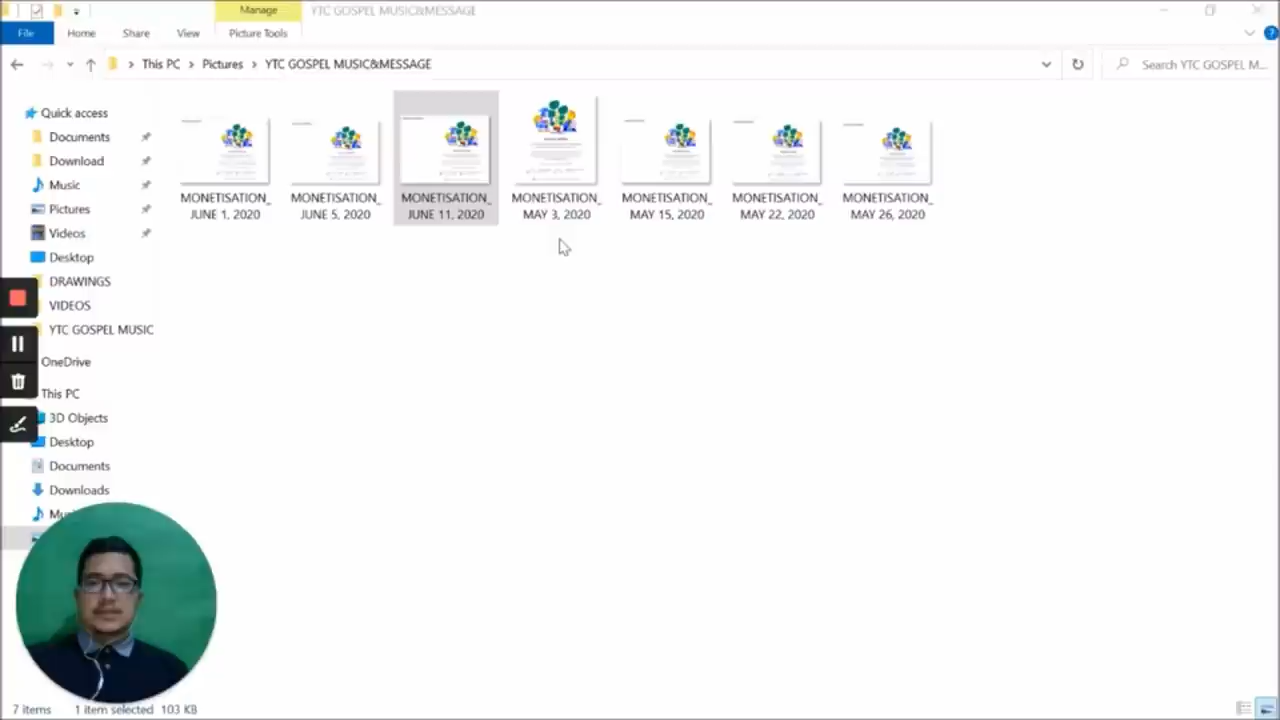 Manage
YTC GOSPEL MUSIC&MESSAGE
File
Home
Share
View
Picture Tools
This PC
Pictures
YTC GOSPEL MUSIC&MESSAGE
Search YTC GOSPEL M...
Quick access
Documents
Download
Music
Pictures
Videos
Desktop
DRAWINGS
VIDEOS
YTC GOSPEL MUSIC
OneDrive
This PC
3D Objects
Desktop
Documents
Downloads
MONETISATION_
JUNE 1, 2020
MONETISATION_
JUNE 5, 2020
MONETISATION_
JUNE 11, 2020
MONETISATION_
MAY 3, 2020
MONETISATION_
MAY 15, 2020
MONETISATION_
MAY 22, 2020
MONETISATION_
MAY 26, 2020
7 items
1 item selected 103 KB